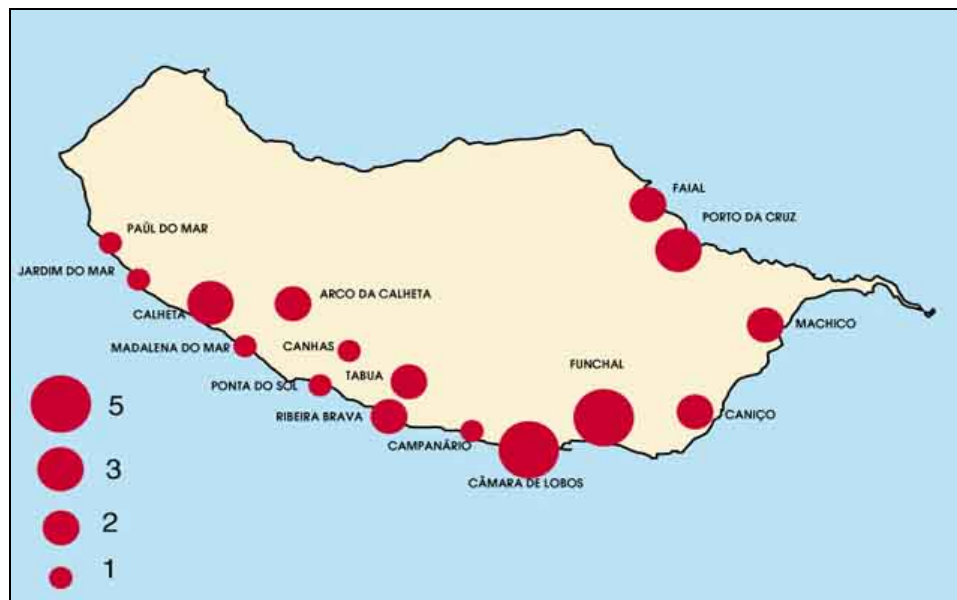 FAIAL
PORTO DA CRUZ
PAÚL DO MAR
JARDIM DO MAR
ARCO DA CALHETA
CALHETA
MACHICO
MADALENA DO MAR
CANHAS
FUNCHAL
TABUA
PONTA DO SOL
5
RIBEIRA BRAVA
CANIÇO
CAMPANÁRIO
3
CÂMARA DE LOBOS
2
1